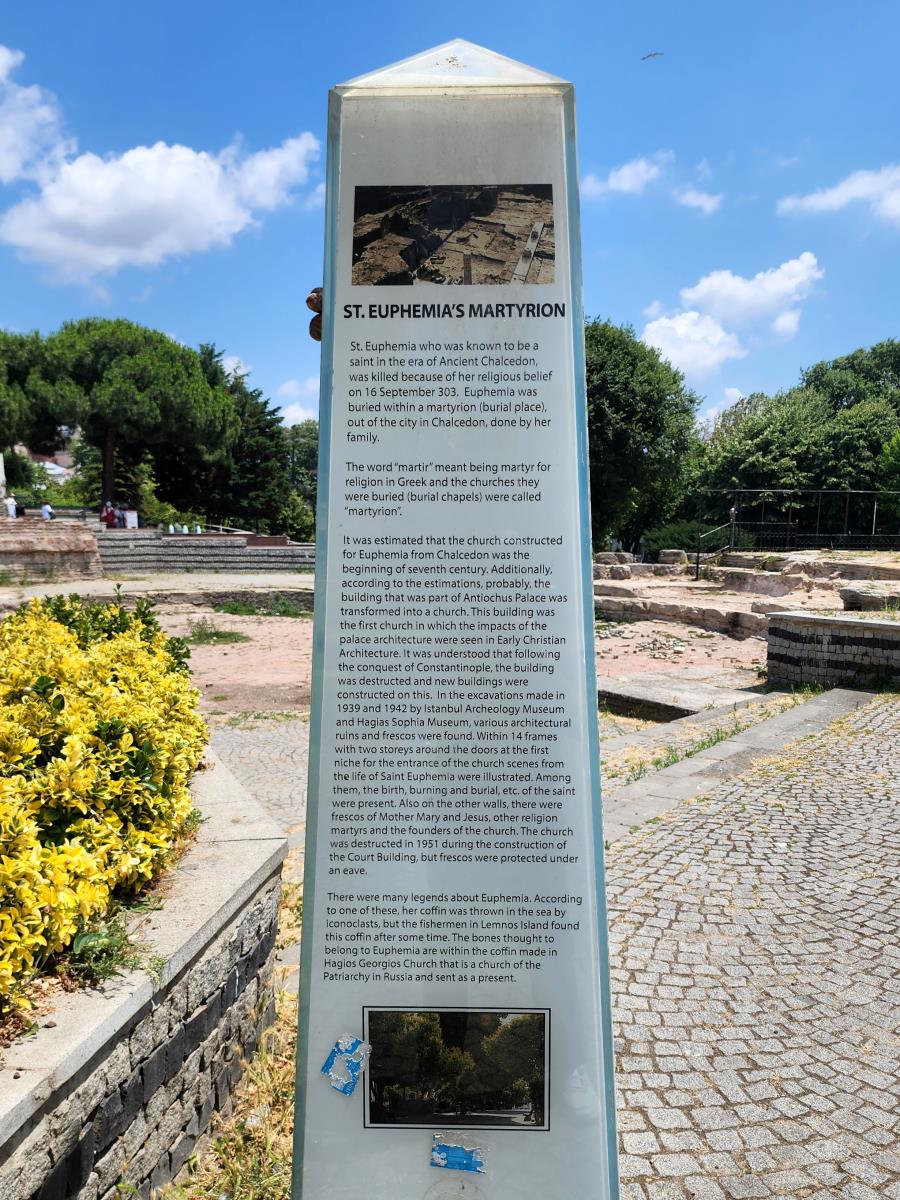 ST. EUPHEMIA'S MARTYRION
St. Euphemia who was known to be a
saint in the era of Ancient Chalcedon,
was killed because of her religious belief
on 16 September 303. Euphemia was
buried within a martyrion (burial place),
out of the city in Chalcedon, done by her
family.
The word "martir" meant being martyr for
religion in Greek and the churches they
were buried (burial chapels) were called
"martyrion".
It was estimated that the church constructed
for Euphemia from Chalcedon was the
beginning of seventh century. Additionally,
according to the estimations, probably, the
building that was part of Antiochus Palace was
transformed into a church. This building was
the first church in which the impacts of the
palace architecture were seen in Early Christian
Architecture. It was understood that following
the conquest of Constantinople, the building
was destructed and new buildings were
constructed on this. In the excavations made in
1939 and 1942 by Istanbul Archeology Museum
and Hagias Sophia Museum, various architectural
ruins and frescos were found. Within 14 frames
with two storeys around the doors at the first
niche for the entrance of the church scenes from
the life of Saint Euphemia were illustrated. Among
them, the birth, burning and burial, etc. of the saint
were present. Also on the other walls, there were
frescos of Mother Mary and Jesus, other religion
martyrs and the founders of the church. The church
was destructed in 1951 during the construction of
the Court Building, but frescos were protected under
an eave.
There were many legends about Euphemia. According
to one of these, her coffin was thrown in the sea by
iconoclasts, but the fishermen in Lemnos Island found
this coffin after some time. The bones thought to
belong to Euphemia are within the coffin made in
Hagios Georgios Church that is a church of the
Patriarchy in Russia and sent as a present.